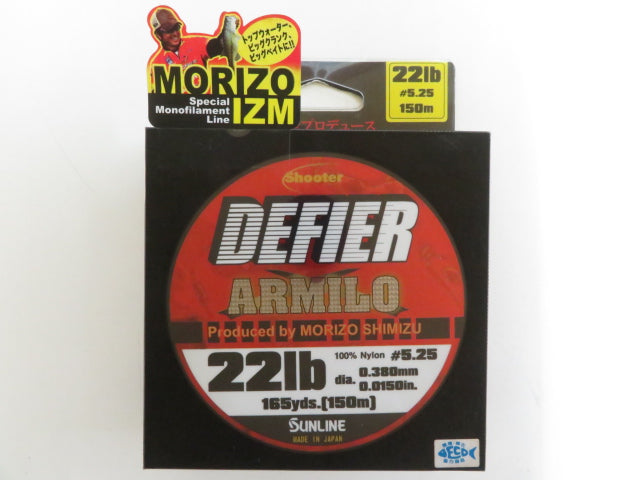 トップウォーター、
ビッグクランク、
ビッグベイトに!!
MORIZO
Special
Monofilament
Line
IZM
22lb
#5.25
150m
プロデュース
Shooter
DEFIER
ARMILO
Produced by MORIZO SHIMIZU
22lb
100% Nylon #5.25
dia. 0.380mm
0.0150in.
165yds.(150m)
SUNLINE
MADE IN JAPAN
ECO